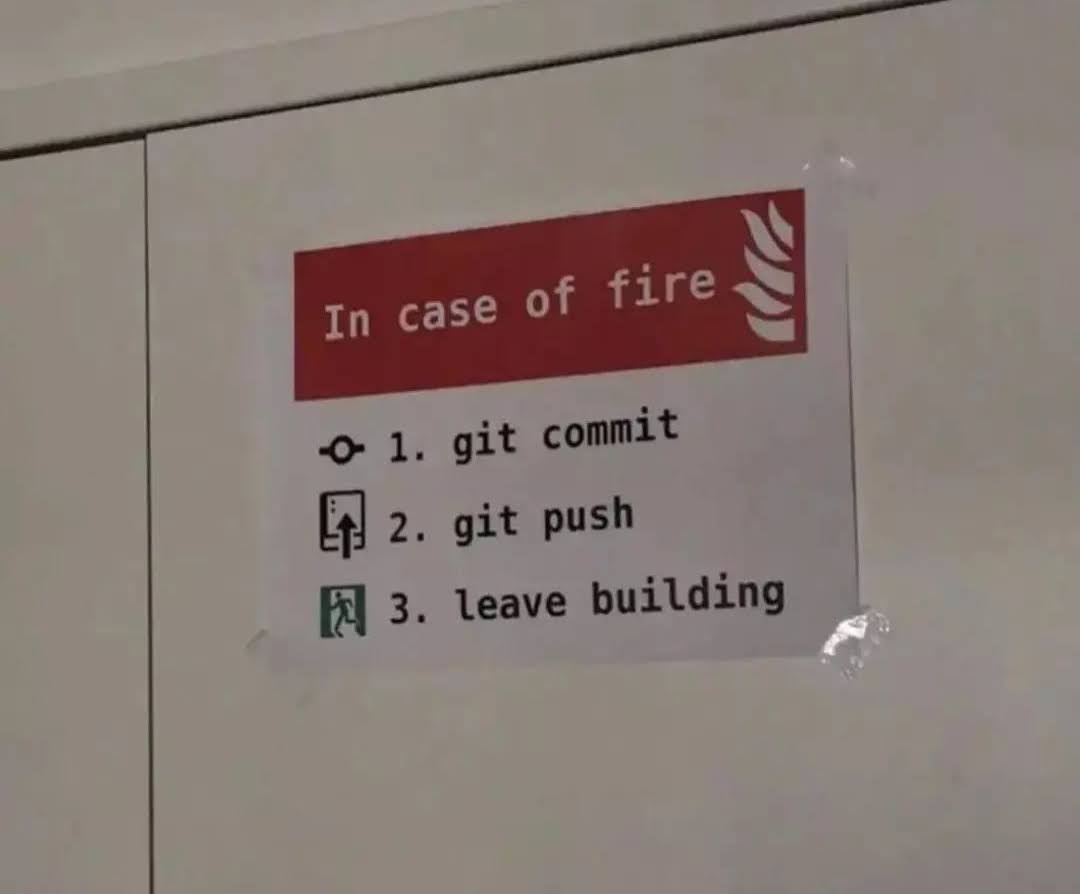 In case of fire
1. git commit
2. git push
3. leave building